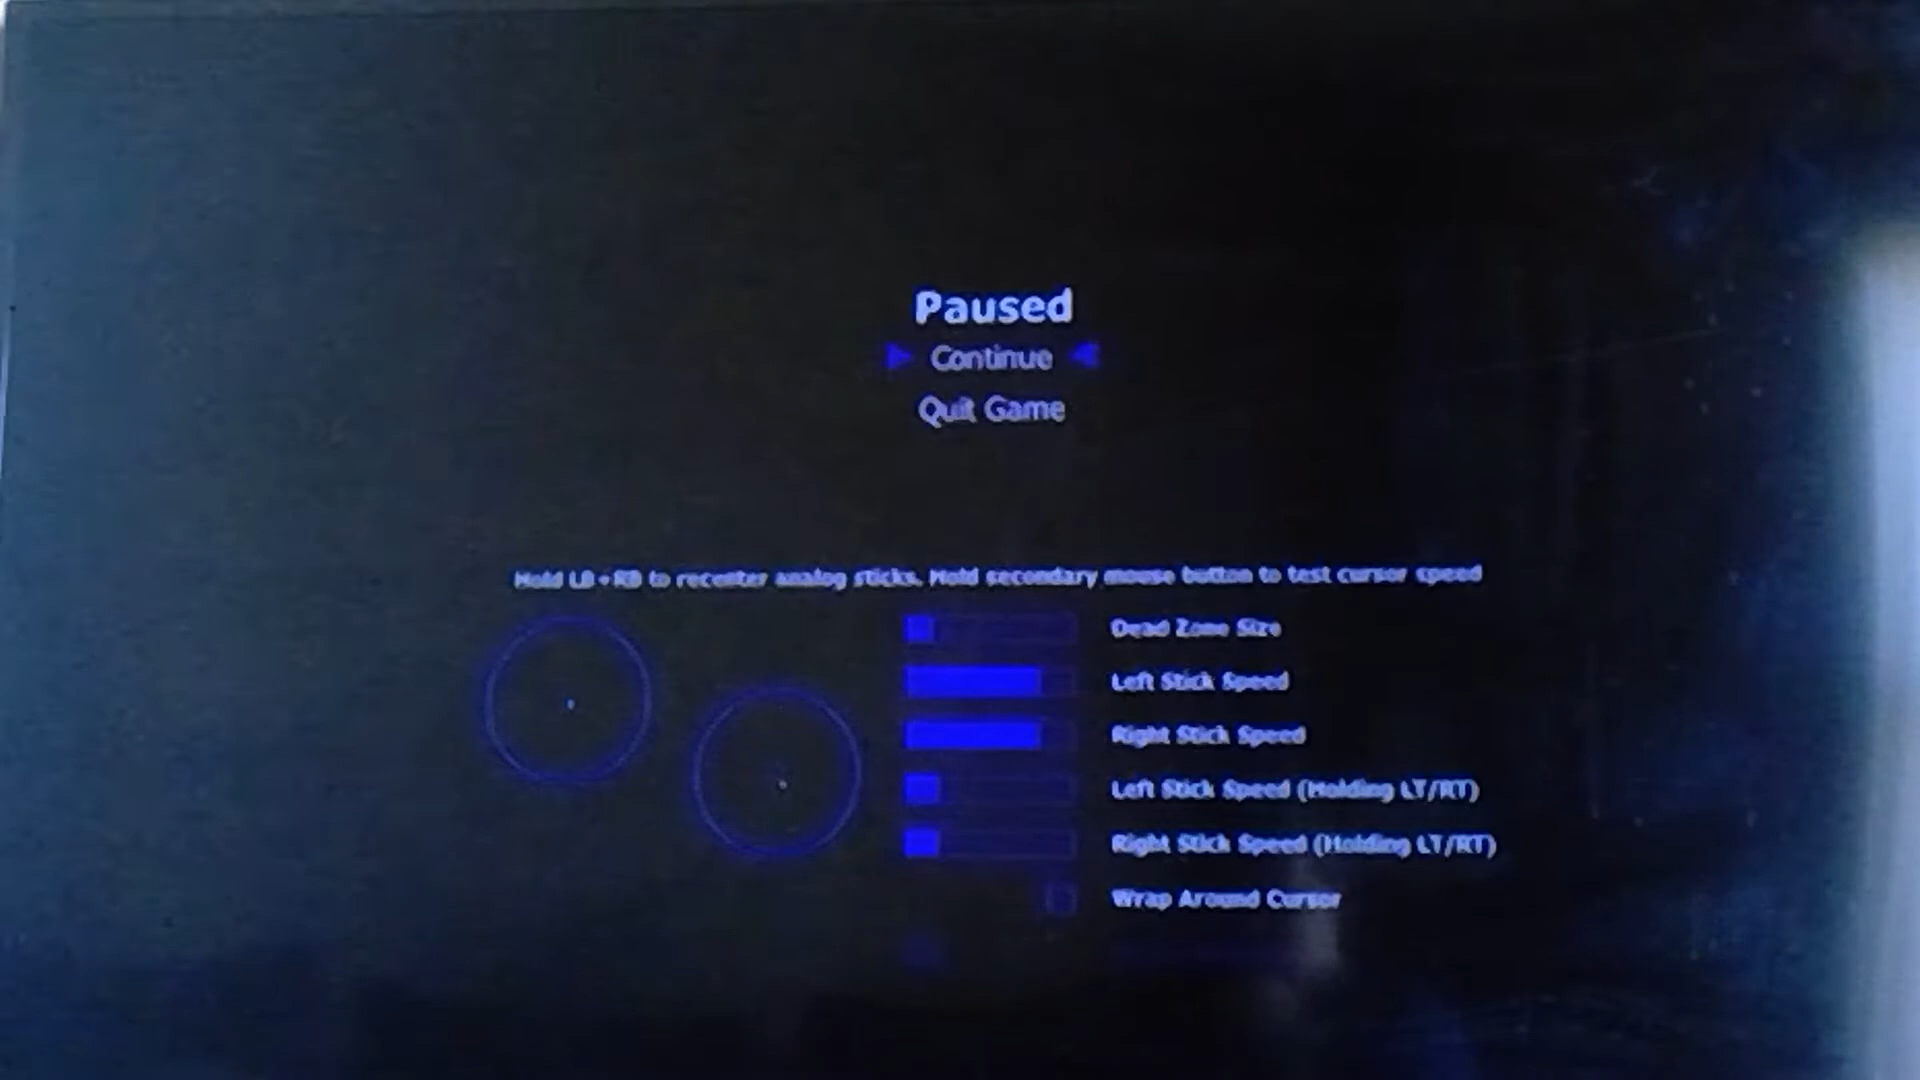 Paused
Continue
Quit Game
Hold LB+RB to recenter analog sticks. Hold secondary mouse button to test cursor speed
Dead Zone Size
Left Stick Speed
Right Stick Speed
Left Stick Speed (Holding LT/RT)
Right Stick Speed (Holding LT/RT)
Wrap Around Cursor